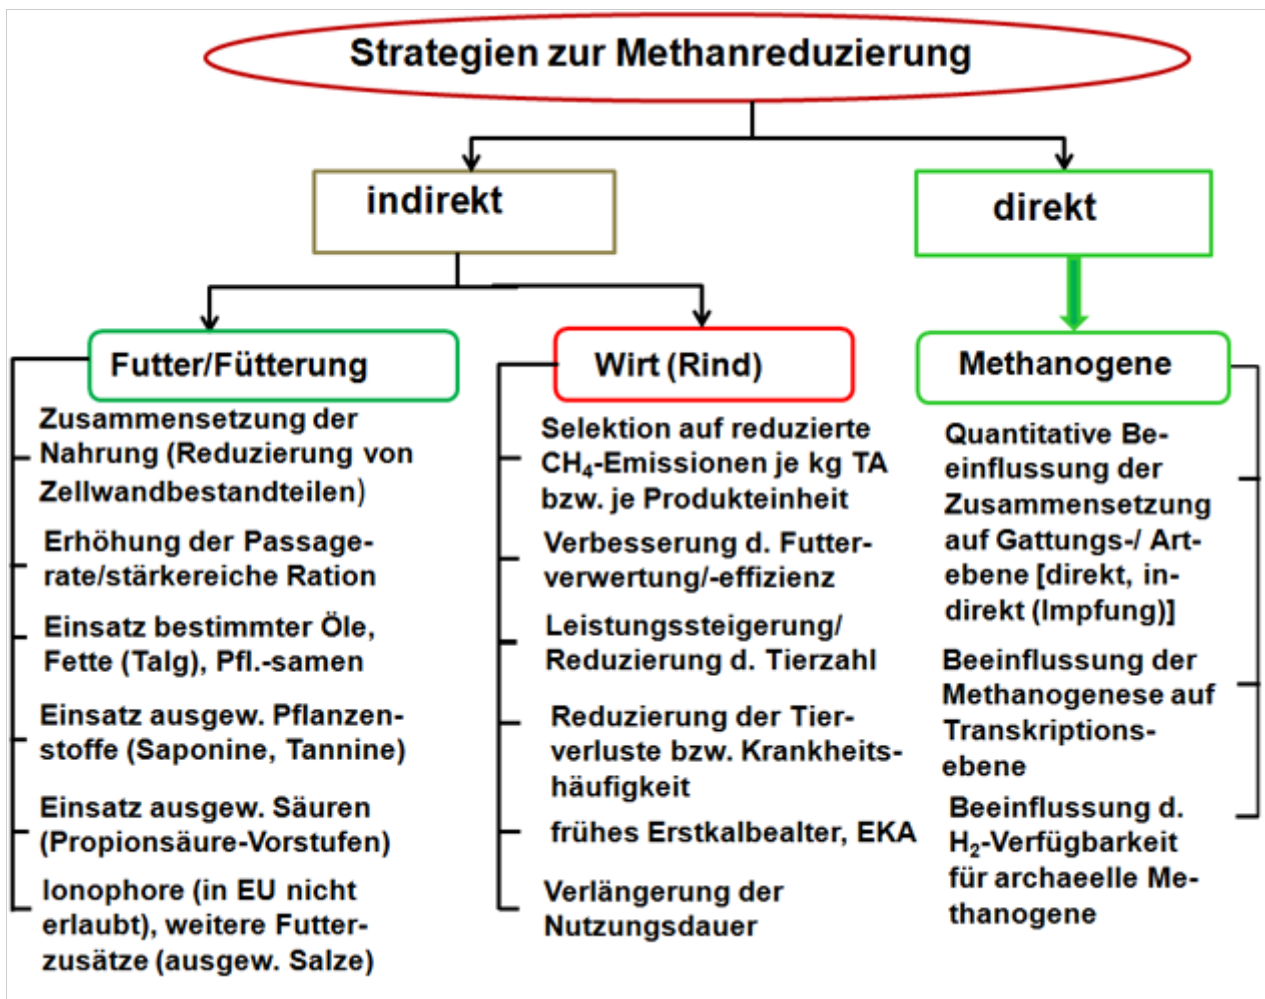 Strategien zur Methanreduzierung
indirekt
direkt
Futter/Fütterung
Zusammensetzung der
Nahrung (Reduzierung von
Zellwandbestandteilen)
Erhöhung der Passage-
rate/stärkereiche Ration
Einsatz bestimmter Öle,
Fette (Talg), Pfl.-samen
Einsatz ausgew. Pflanzen-
stoffe (Saponine, Tannine)
Einsatz ausgew. Säuren
(Propionsäure-Vorstufen)
Ionophore (in EU nicht
erlaubt), weitere Futter-
zusätze (ausgew. Salze)
Wirt (Rind)
Selektion auf reduzierte
CH₄-Emissionen je kg TA
bzw. je Produkteinheit
Verbesserung d. Futter-
verwertung/-effizienz
Leistungssteigerung/
Reduzierung d. Tierzahl
Reduzierung der Tier-
verluste bzw. Krankheits-
häufigkeit
frühes Erstkalbealter, EKA
Verlängerung der
Nutzungsdauer
Methanogene
Quantitative Be-
einflussung der
Zusammensetzung
auf Gattungs-/ Art-
ebene [direkt, in-
direkt (Impfung)]
Beeinflussung der
Methanogenese auf
Transkriptions-
ebene
Beeinflussung d.
H₂-Verfügbarkeit
für archaeelle Me-
thanogene